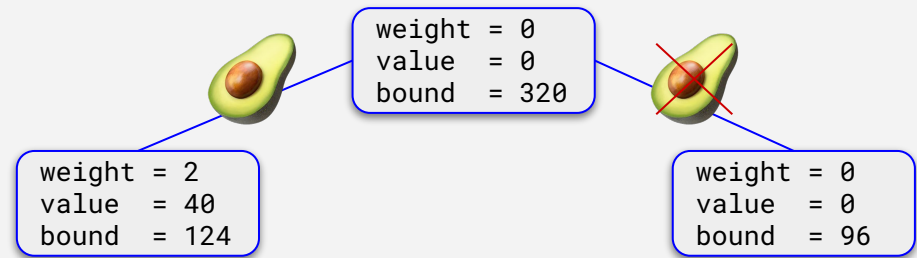 weight = 0
value  = 0
bound  = 320
weight = 2
value  = 40
bound  = 124
weight = 0
value  = 0
bound  = 96